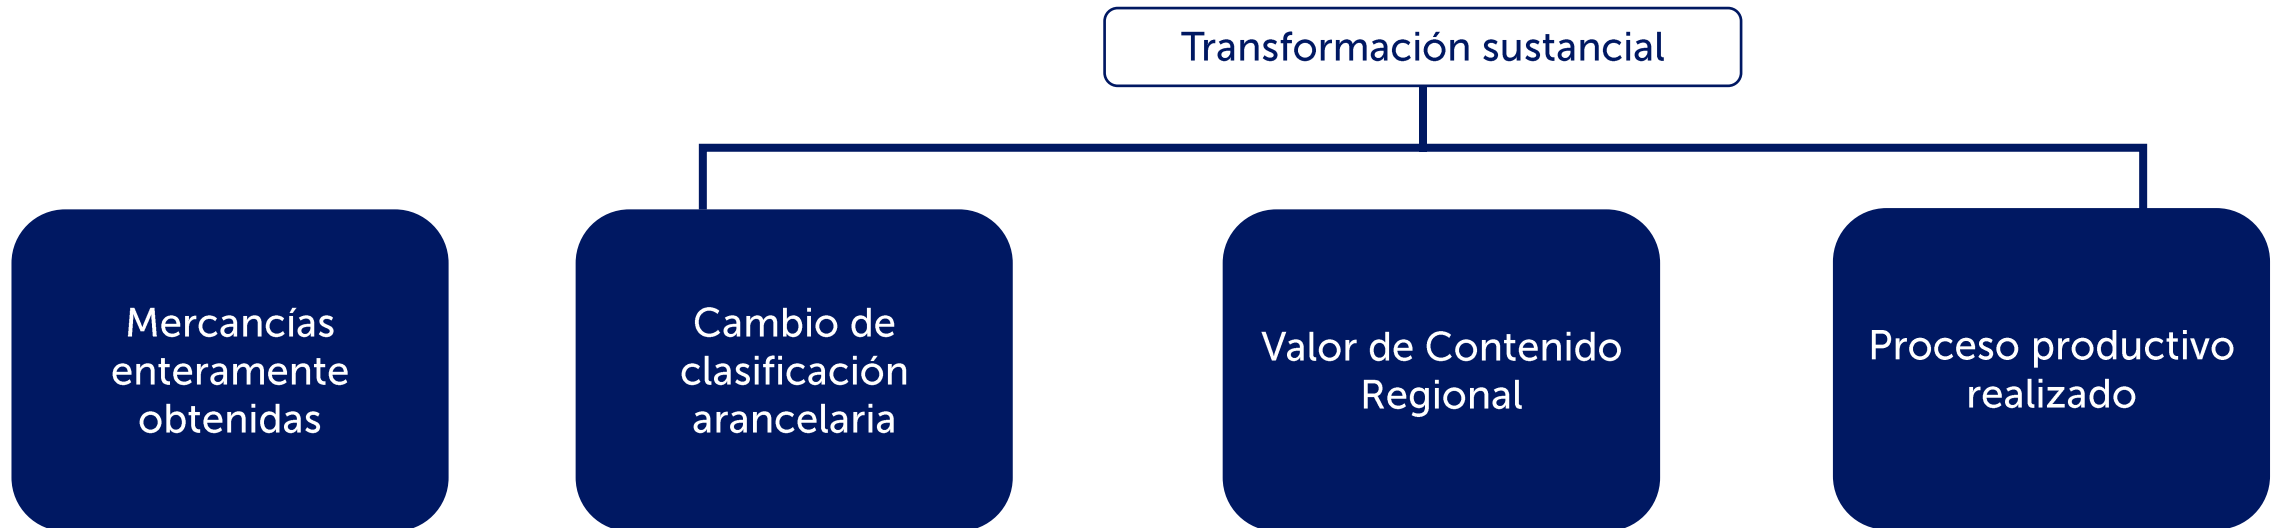 Transformación sustancial
Mercancías
enteramente
obtenidas
Cambio de
clasificación
arancelaria
Valor de Contenido
Regional
Proceso productivo
realizado